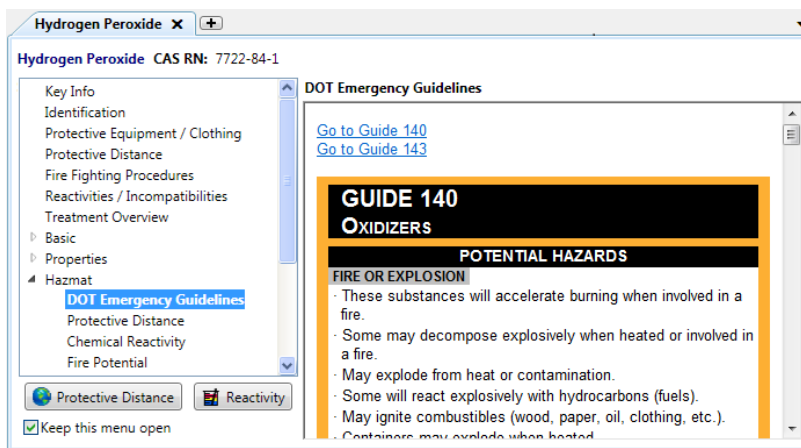 Hydrogen Peroxide
Hydrogen Peroxide CAS RN: 7722-84-1
Key Info
Identification
Protective Equipment / Clothing
Protective Distance
Fire Fighting Procedures
Reactivities / Incompatibilities
Treatment Overview
Basic
Properties
Hazmat
DOT Emergency Guidelines
Protective Distance
Chemical Reactivity
Fire Potential
Protective Distance
Reactivity
Keep this menu open
DOT Emergency Guidelines
Go to Guide 140
Go to Guide 143
GUIDE 140
OXIDIZERS
POTENTIAL HAZARDS
FIRE OR EXPLOSION
· These substances will accelerate burning when involved in a
fire.
· Some may decompose explosively when heated or involved in
a fire.
· May explode from heat or contamination.
· Some will react explosively with hydrocarbons (fuels).
· May ignite combustibles (wood, paper, oil, clothing, etc.).
· Containers may explode when heated.